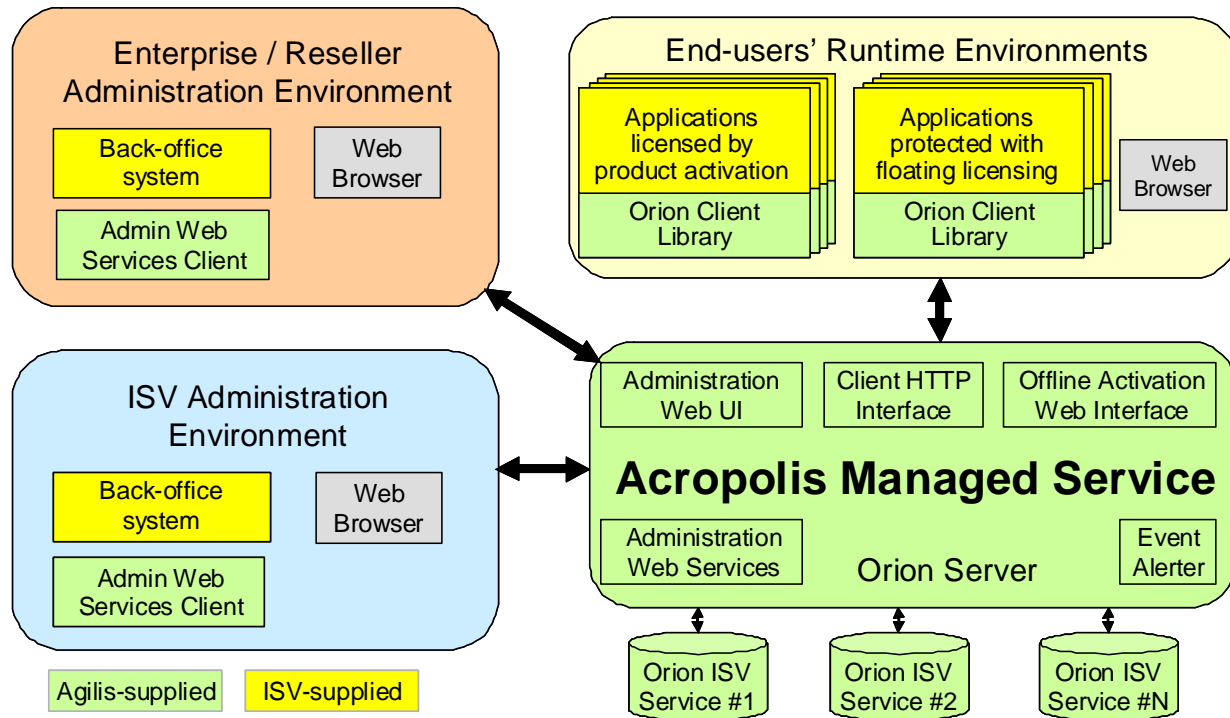 Enterprise / Reseller
Administration Environment
Back-office
system
Web
Browser
Admin Web
Services Client
End-users’ Runtime Environments
Applications
licensed by
product activation
Orion Client
Library
Applications
protected with
floating licensing
Orion Client
Library
Web
Browser
ISV Administration
Environment
Back-office
system
Web
Browser
Admin Web
Services Client
Administration
Web UI
Client HTTP
Interface
Offline Activation
Web Interface
Acropolis Managed Service
Administration
Web Services
Orion Server
Event
Alerter
Orion ISV
Service #1
Orion ISV
Service #2
Orion ISV
Service #N
Agilis-supplied
ISV-supplied